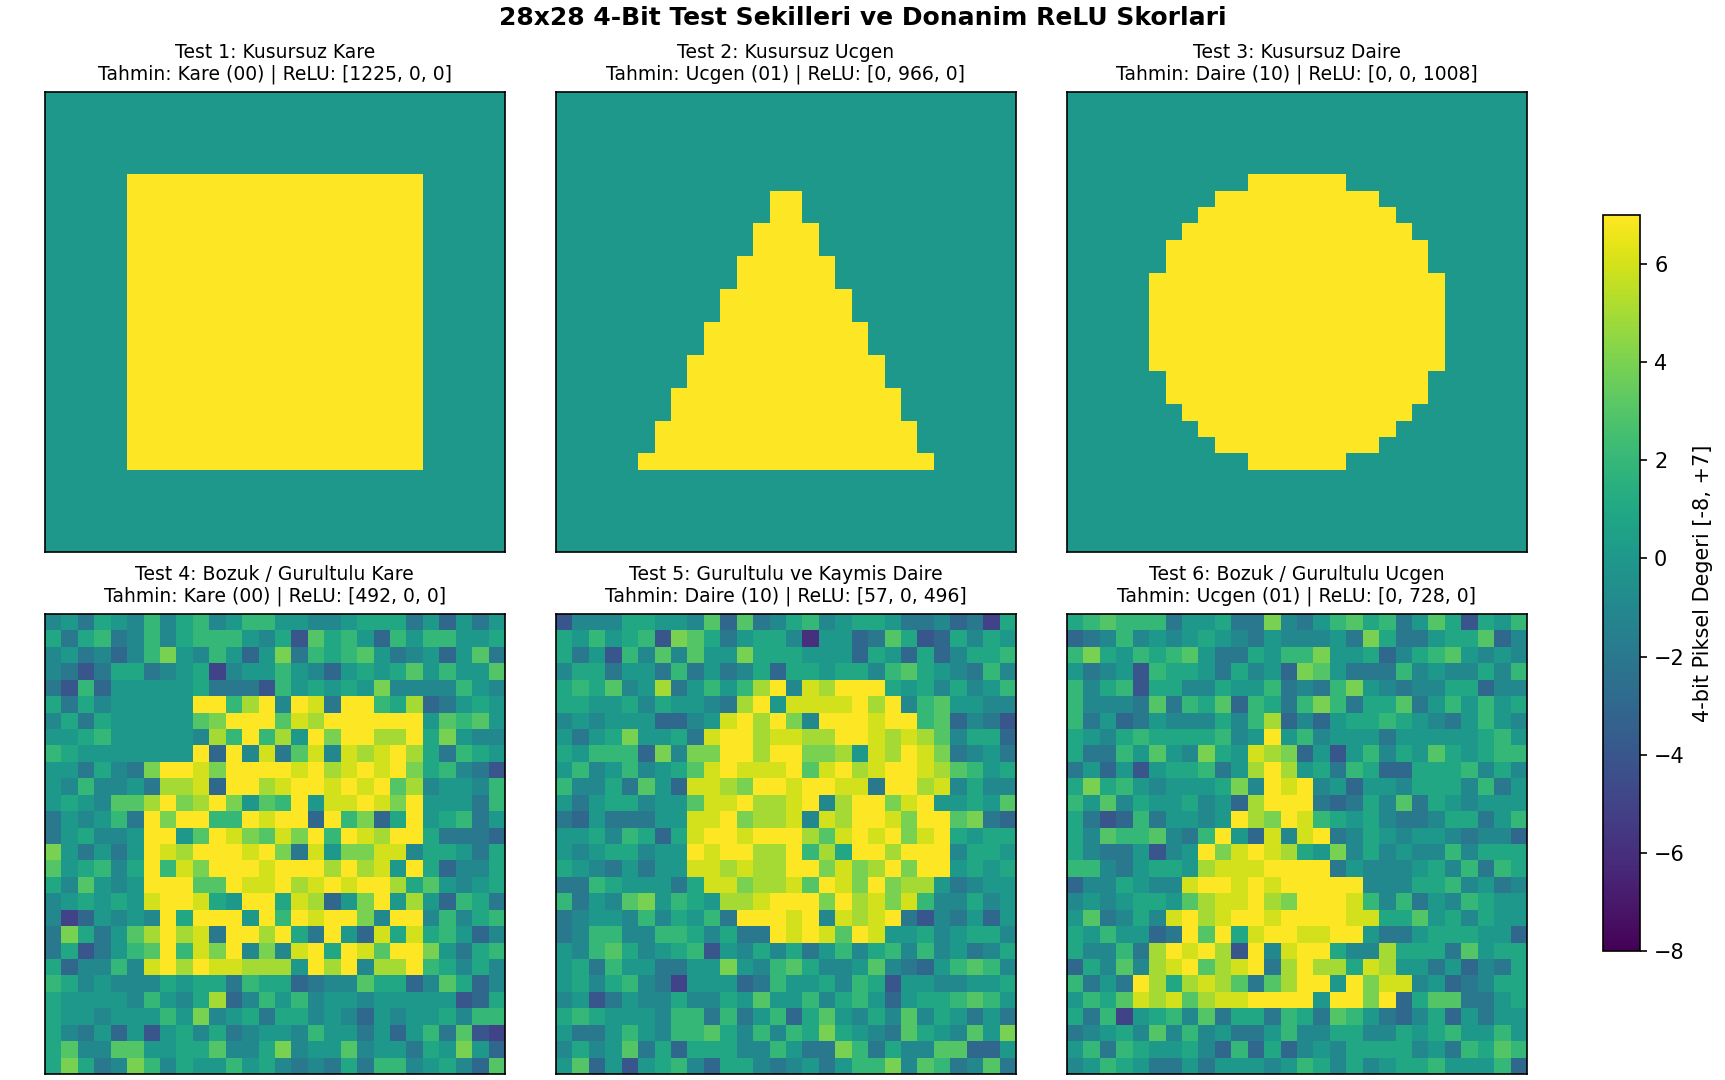 28x28 4-Bit Test Sekilleri ve Donanim ReLU Skorlari
Test 1: Kusursuz Kare
Tahmin: Kare (00) | ReLU: [1225, 0, 0]
Test 2: Kusursuz Ucgen
Tahmin: Ucgen (01) | ReLU: [0, 966, 0]
Test 3: Kusursuz Daire
Tahmin: Daire (10) | ReLU: [0, 0, 1008]
Test 4: Bozuk / Gurultulu Kare
Tahmin: Kare (00) | ReLU: [492, 0, 0]
Test 5: Gurultulu ve Kaymis Daire
Tahmin: Daire (10) | ReLU: [57, 0, 496]
Test 6: Bozuk / Gurultulu Ucgen
Tahmin: Ucgen (01) | ReLU: [0, 728, 0]
6
4
2
0
−2
−4
−6
−8
4-bit Piksel Degeri [-8, +7]